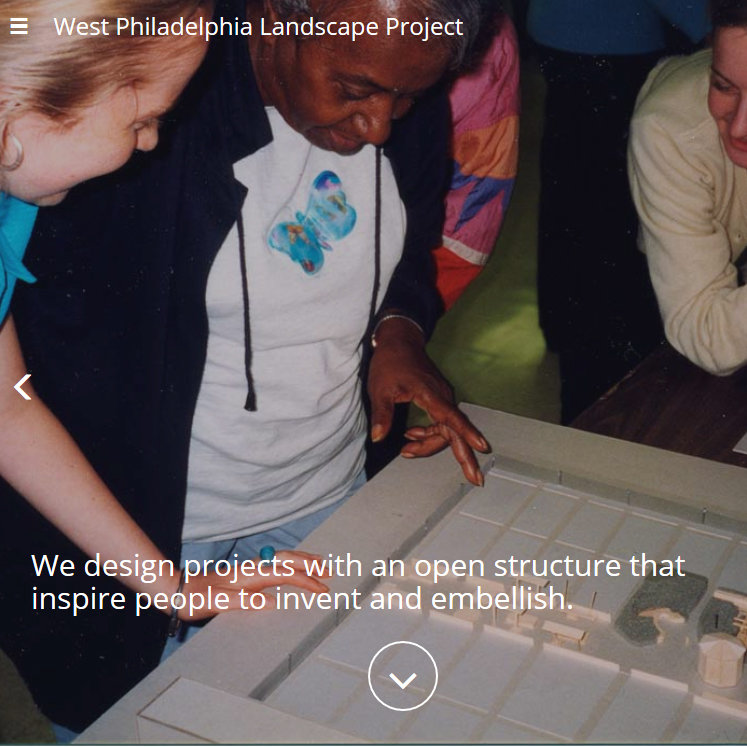 West Philadelphia Landscape Project
We design projects with an open structure that
inspire people to invent and embellish.